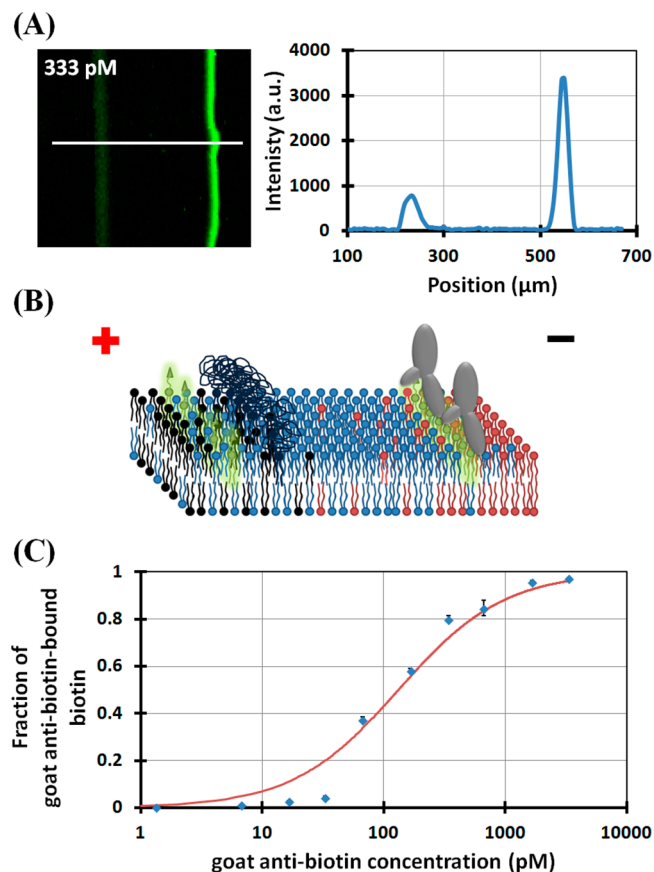 (A)
333 pM
4000
3000
2000
1000
0
100
300
500
700
Intenisty (a.u.)
Position (μm)
(B)
+
−
(C)
1
0.8
0.6
0.4
0.2
0
1
10
100
1000
10000
Fraction of
goat anti-biotin-bound
biotin
goat anti-biotin concentration (pM)